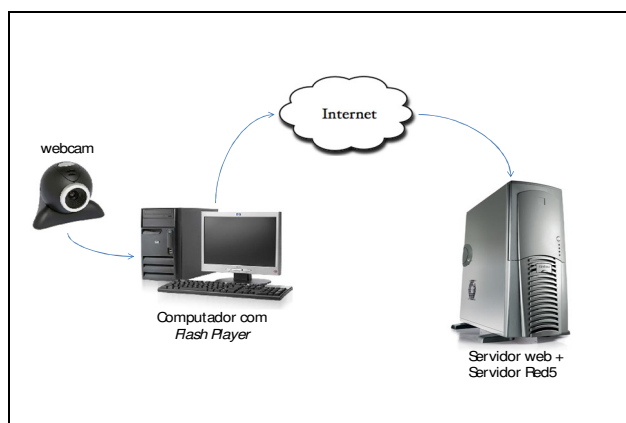 Internet
webcam
Computador com
Flash Player
Servidor web +
Servidor Red5